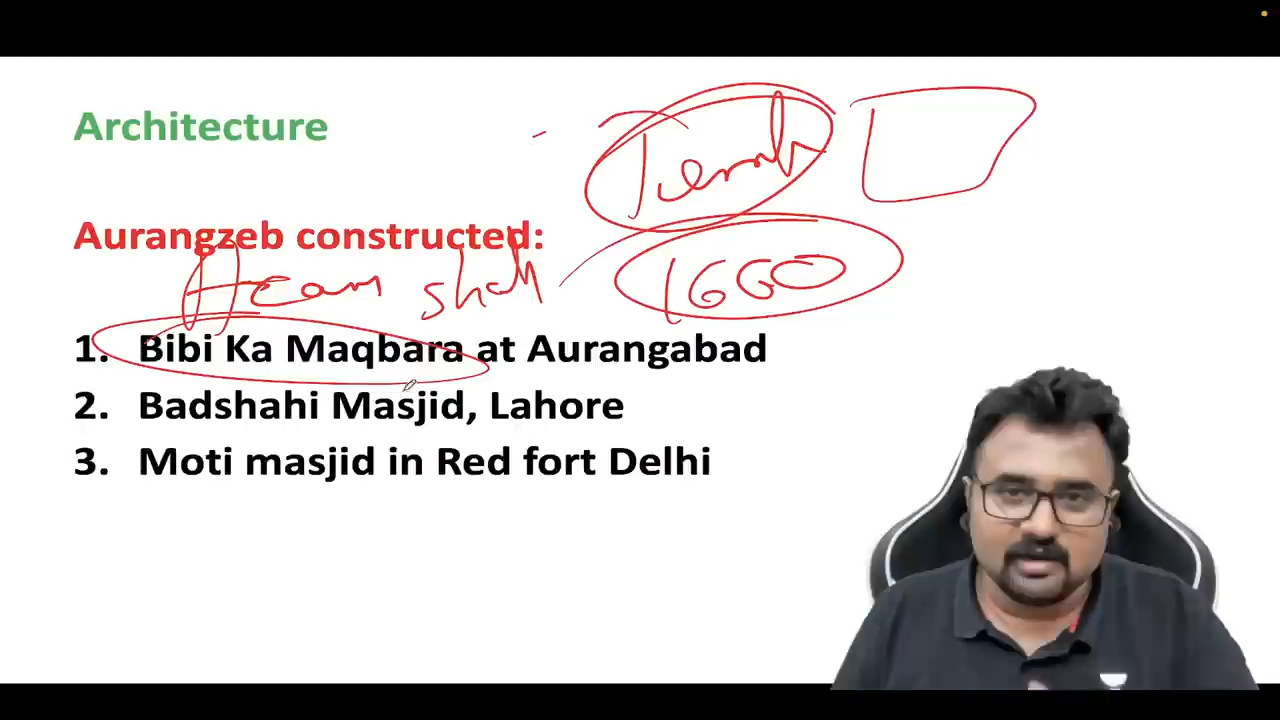 Architecture
Tomb
Aurangzeb constructed:
Azam shah
1660
1. Bibi Ka Maqbara at Aurangabad
2. Badshahi Masjid, Lahore
3. Moti masjid in Red fort Delhi